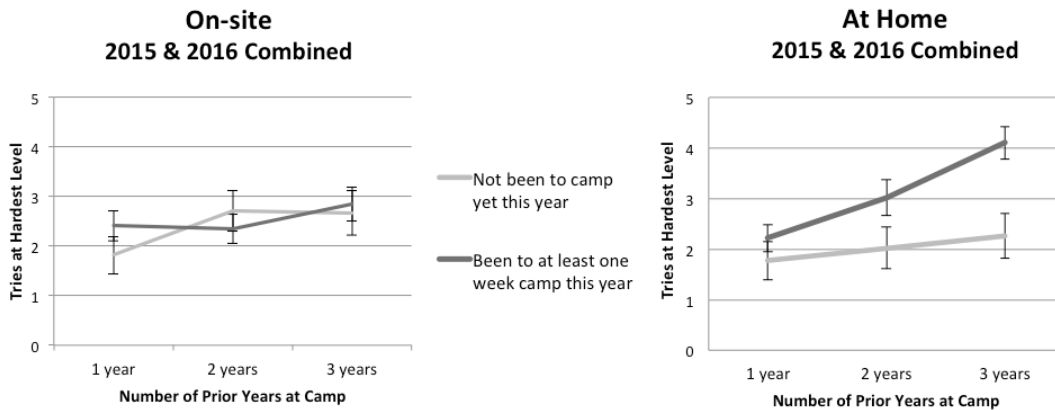 On-site
2015 & 2016 Combined
5
4
3
2
1
0
Tries at Hardest Level
1 year
2 years
3 years
Number of Prior Years at Camp
Not been to camp
yet this year
Been to at least one
week camp this year
At Home
2015 & 2016 Combined
5
4
3
2
1
0
Tries at Hardest Level
1 year
2 years
3 years
Number of Prior Years at Camp